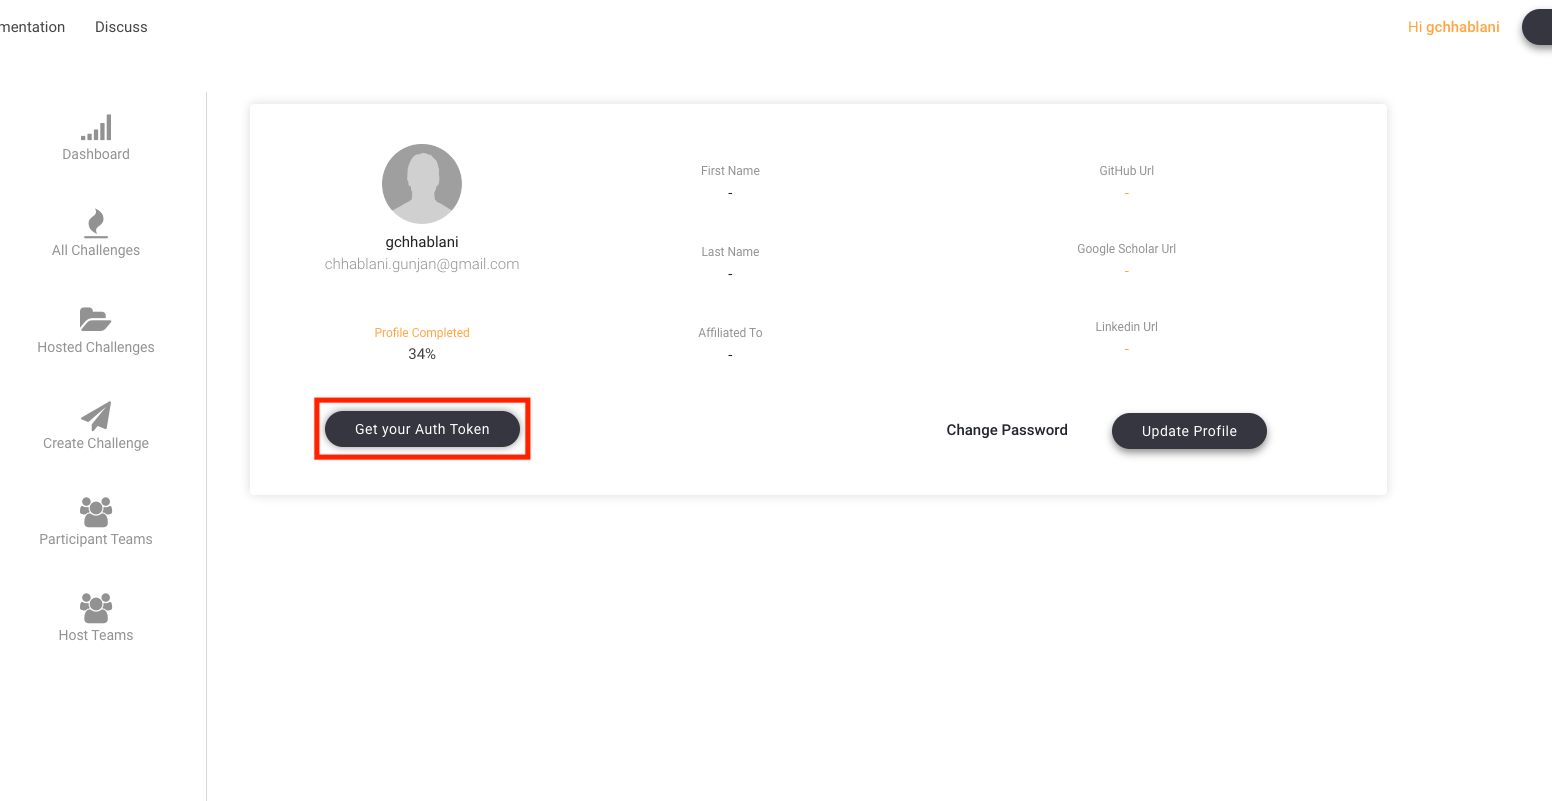 mentation Discuss Hi gchhablani
Dashboard
All Challenges
Hosted Challenges
Create Challenge
Participant Teams
Host Teams
gchhablani
chhablani.gunjan@gmail.com
Profile Completed
34%
Get your Auth Token
First Name
-
Last Name
-
Affiliated To
-
GitHub Url
-
Google Scholar Url
-
Linkedin Url
-
Change Password
Update Profile